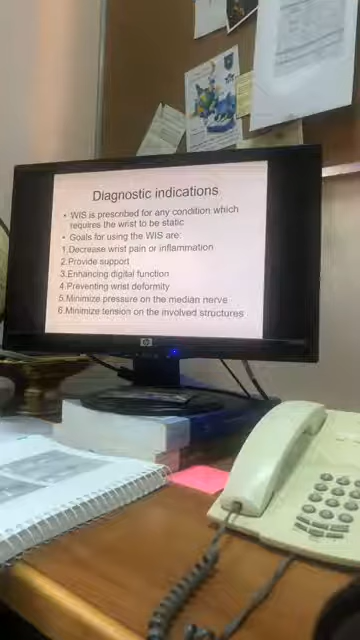 Diagnostic indications
• WIS is prescribed for any condition which
requires the wrist to be static
• Goals for using the WIS are:
1.Decrease wrist pain or inflammation
2.Provide support
3.Enhancing digital function
4.Preventing wrist deformity
5.Minimize pressure on the median nerve
6.Minimize tension on the involved structures
hp